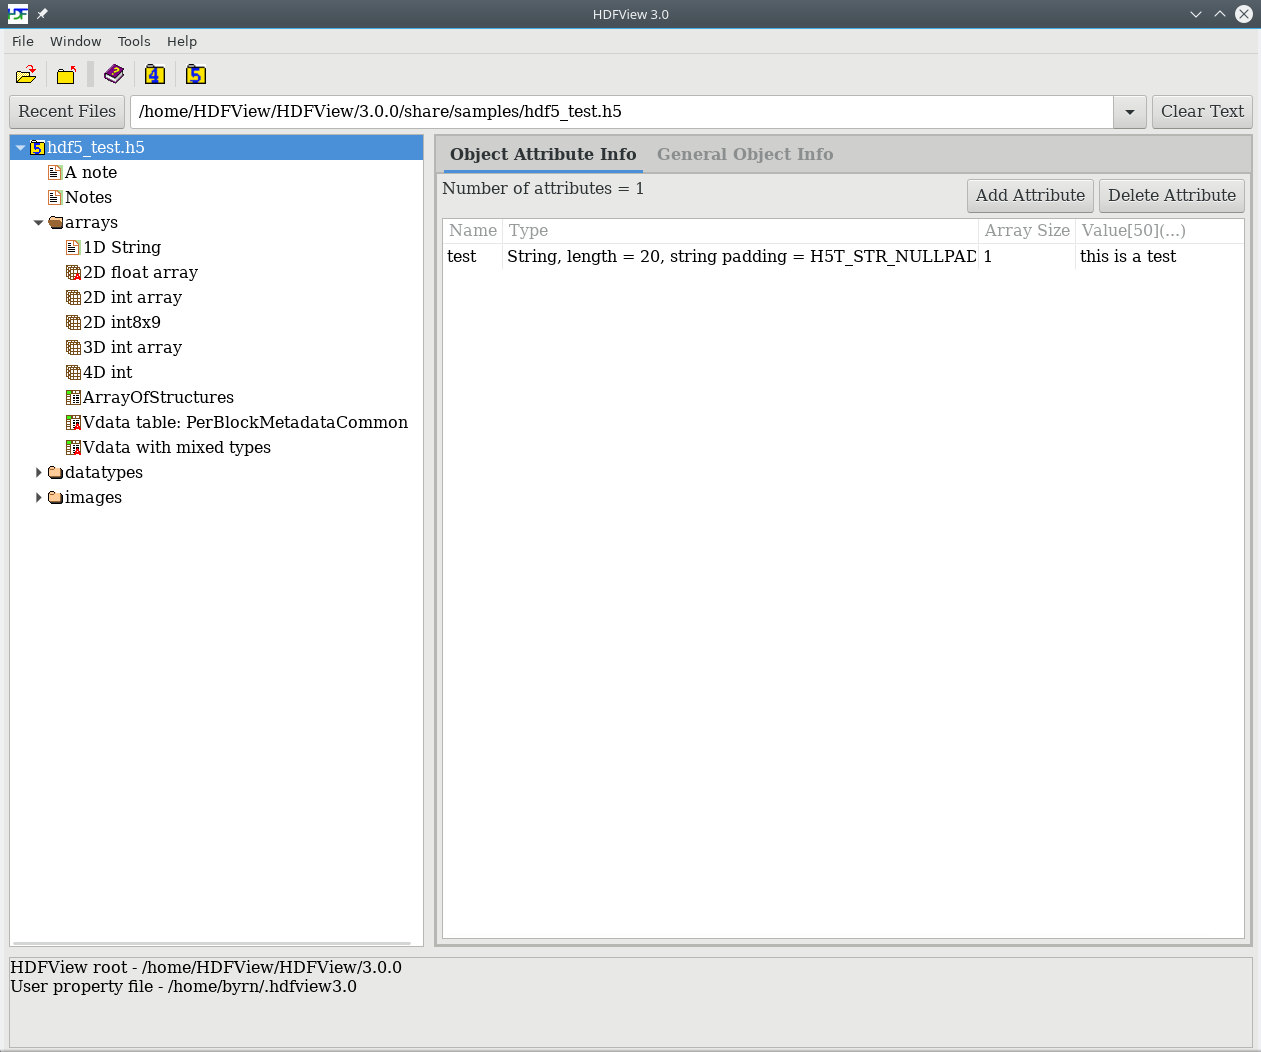 HDF
HDFView 3.0
File Window Tools Help
4 5
Recent Files /home/HDFView/HDFView/3.0.0/share/samples/hdf5_test.h5 Clear Text
5 hdf5_test.h5
A note
Notes
arrays
1D String
2D float array
2D int array
2D int8x9
3D int array
4D int
ArrayOfStructures
Vdata table: PerBlockMetadataCommon
Vdata with mixed types
datatypes
images
Object Attribute Info General Object Info
Number of attributes = 1 Add Attribute Delete Attribute
Name Type Array Size Value[50](...)
test String, length = 20, string padding = H5T_STR_NULLPAD 1 this is a test
HDFView root - /home/HDFView/HDFView/3.0.0
User property file - /home/byrn/.hdfview3.0